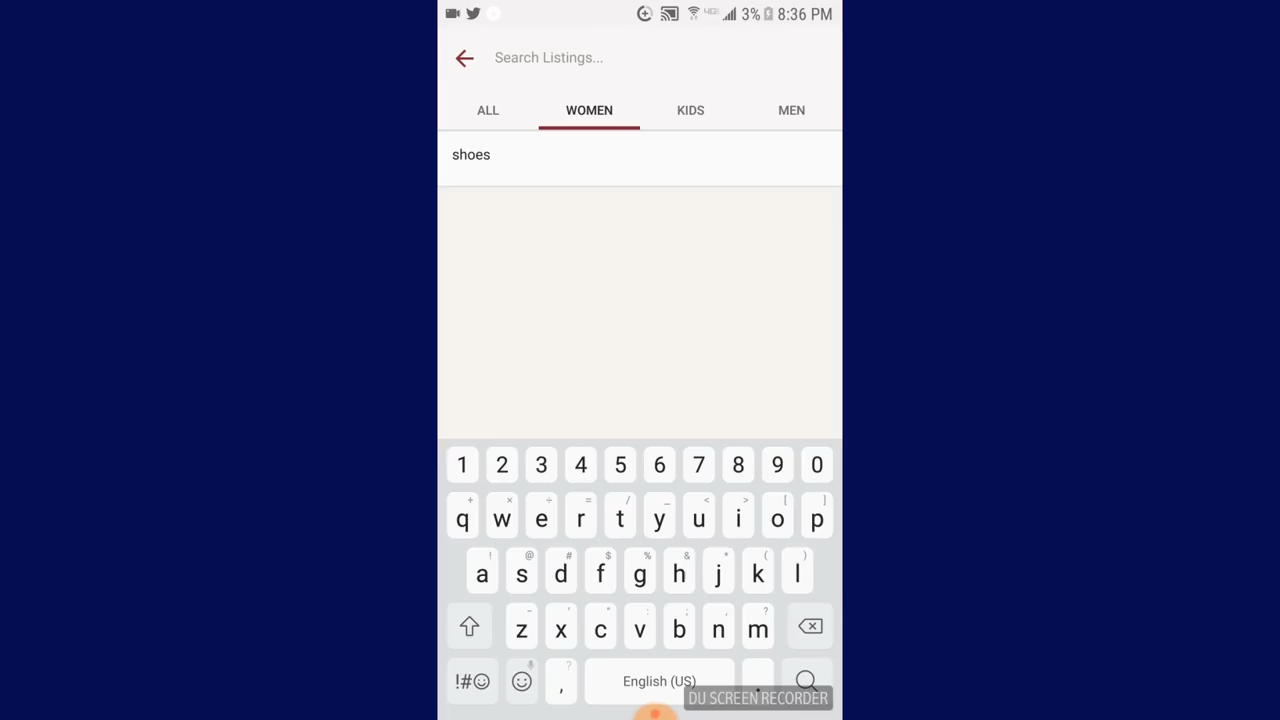 3% 8:36 PM
Search Listings...
ALL WOMEN KIDS MEN
shoes
1 2 3 4 5 6 7 8 9 0
+ × ÷ = / _ < > [ ]
q w e r t y u i o p
! @ # $ % & * ( )
a s d f g h j k l
- ' " : ; , ?
z x c v b n m
!#☺ , ? English (US) .
DU SCREEN RECORDER